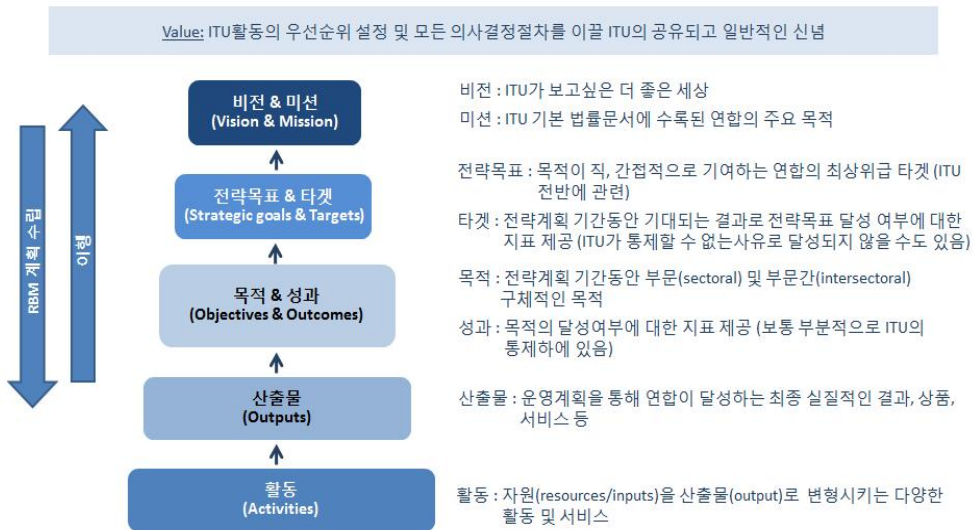 Value: ITU활동의 우선순위 설정 및 모든 의사결정절차를 이끌 ITU의 공유되고 일반적인 신념
비전 & 미션
(Vision & Mission)
비전 : ITU가 보고싶은 더 좋은 세상
미션 : ITU 기본 법률문서에 수록된 연합의 주요 목적
전략목표 & 타겟
(Strategic goals & Targets)
전략목표 : 목적이 직, 간접적으로 기여하는 연합의 최상위급 타겟 (ITU
전반에 관련)
타겟 : 전략계획 기간동안 기대되는 결과로 전략목표 달성 여부에 대한
지표 제공 (ITU가 통제할 수 없는사유로 달성되지 않을 수도 있음)
RBM 계획 수립
이행
목적 & 성과
(Objectives & Outcomes)
목적 : 전략계획 기간동안 부문(sectoral) 및 부문간(intersectoral)
구체적인 목적
성과 : 목적의 달성여부에 대한 지표 제공 (보통 부분적으로 ITU의
통제하에 있음)
산출물
(Outputs)
산출물 : 운영계획을 통해 연합이 달성하는 최종 실질적인 결과, 상품,
서비스 등
활동
(Activities)
활동 : 자원(resources/inputs)을 산출물(output)로 변형시키는 다양한
활동 및 서비스